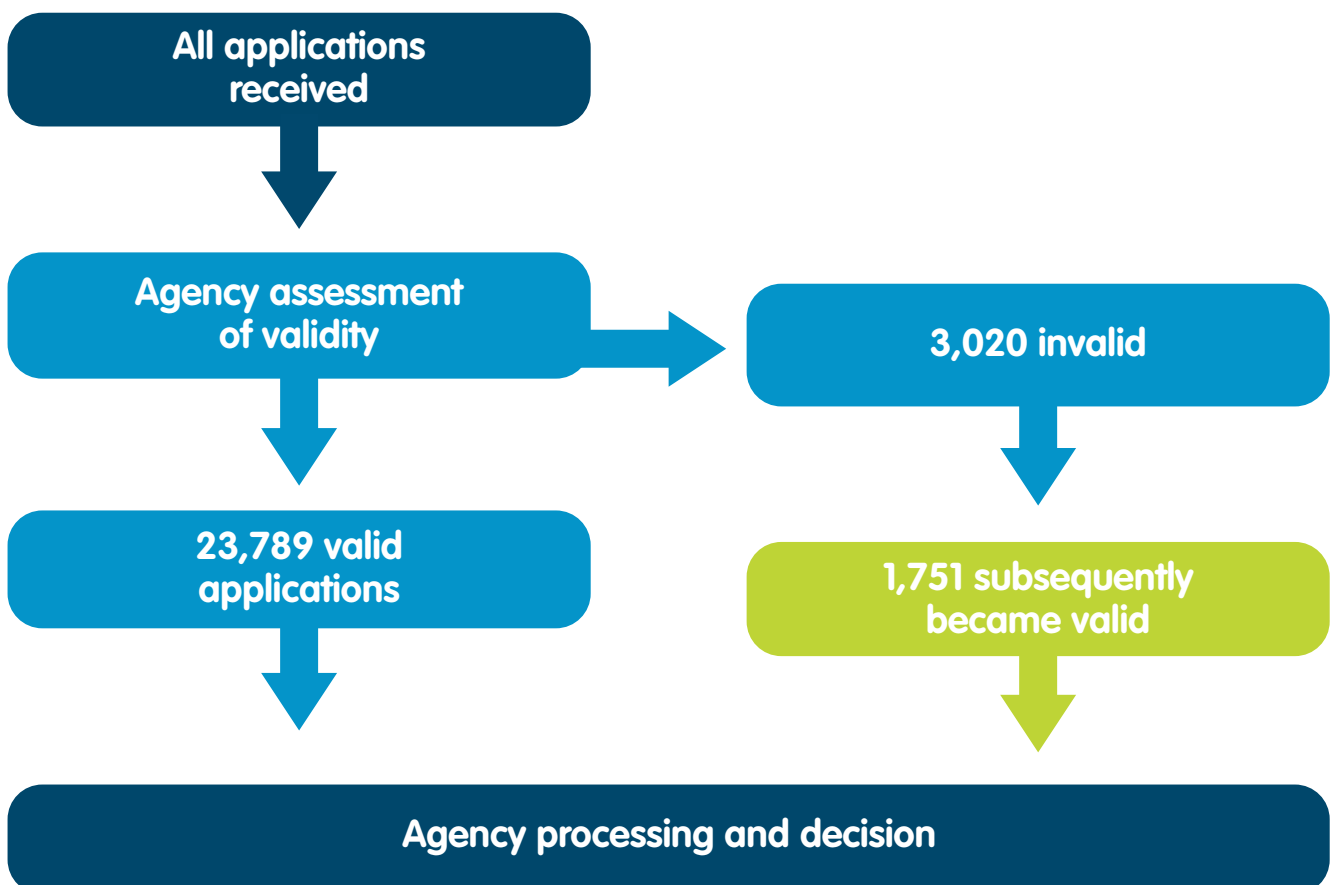 All applications
received
Agency assessment
of validity
3,020 invalid
23,789 valid
applications
1,751 subsequently
became valid
Agency processing and decision